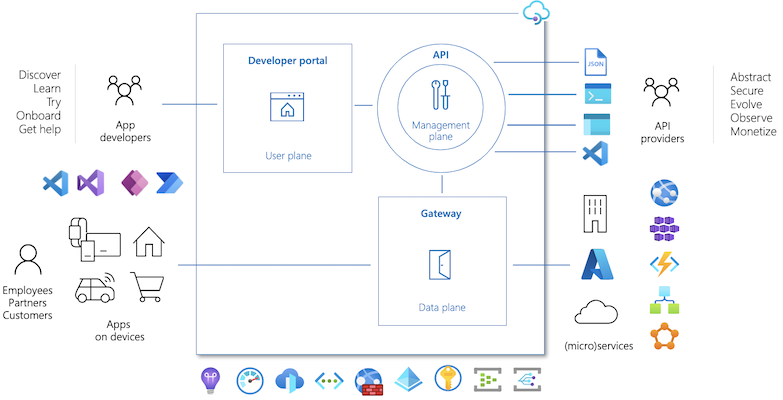 Discover
Learn
Try
Onboard
Get help
App
developers
Developer portal
User plane
API
Management
plane
JSON
API
providers
Abstract
Secure
Evolve
Observe
Monetize
Employees
Partners
Customers
Apps
on devices
Gateway
Data plane
(micro)services